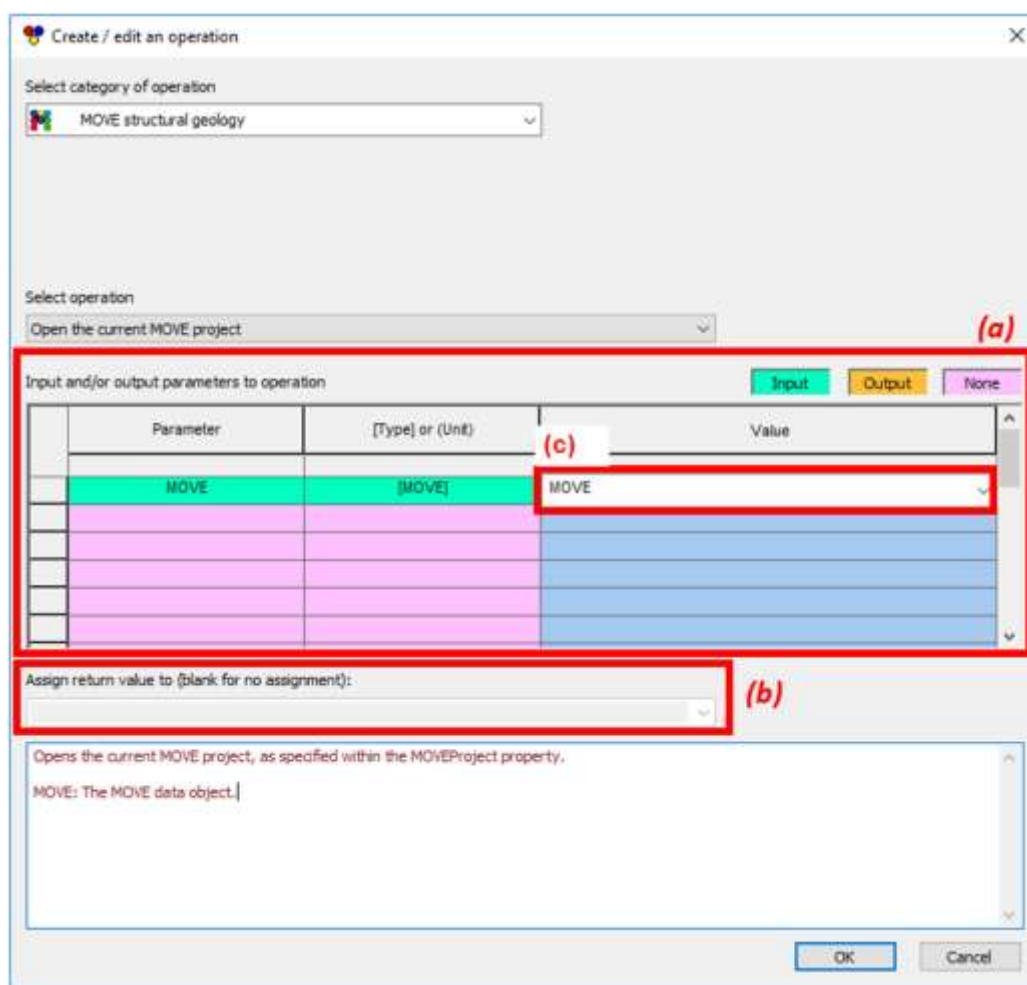 Create / edit an operation
Select category of operation
MOVE structural geology
Select operation
Open the current MOVE project
(a)
Input and/or output parameters to operation
Input Output None
Parameter [Type] or (Unit) Value
(c)
MOVE [MOVE] MOVE
Assign return value to (blank for no assignment):
(b)
Opens the current MOVE project, as specified within the MOVEProject property.
MOVE: The MOVE data object.
OK Cancel